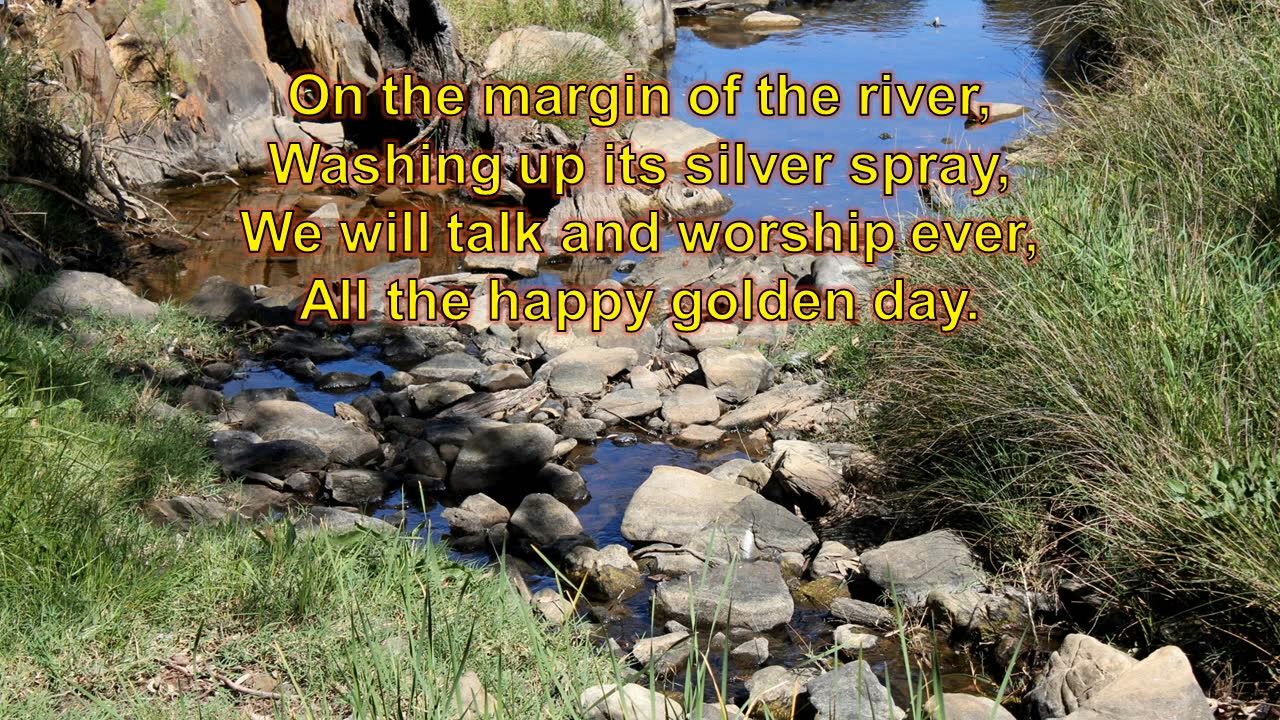 On the margin of the river,
Washing up its silver spray,
We will talk and worship ever,
All the happy golden day.